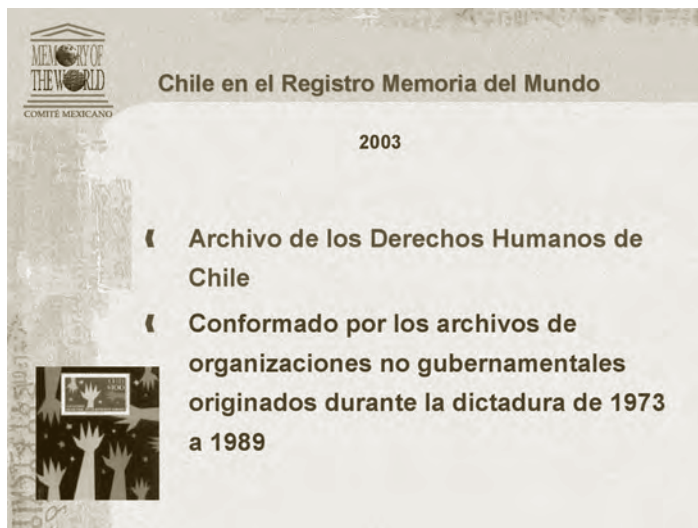 MEMORY OF
THE WORLD
COMITÉ MEXICANO
Chile en el Registro Memoria del Mundo
2003
Archivo de los Derechos Humanos de
Chile
Conformado por los archivos de
organizaciones no gubernamentales
originados durante la dictadura de 1973
a 1989